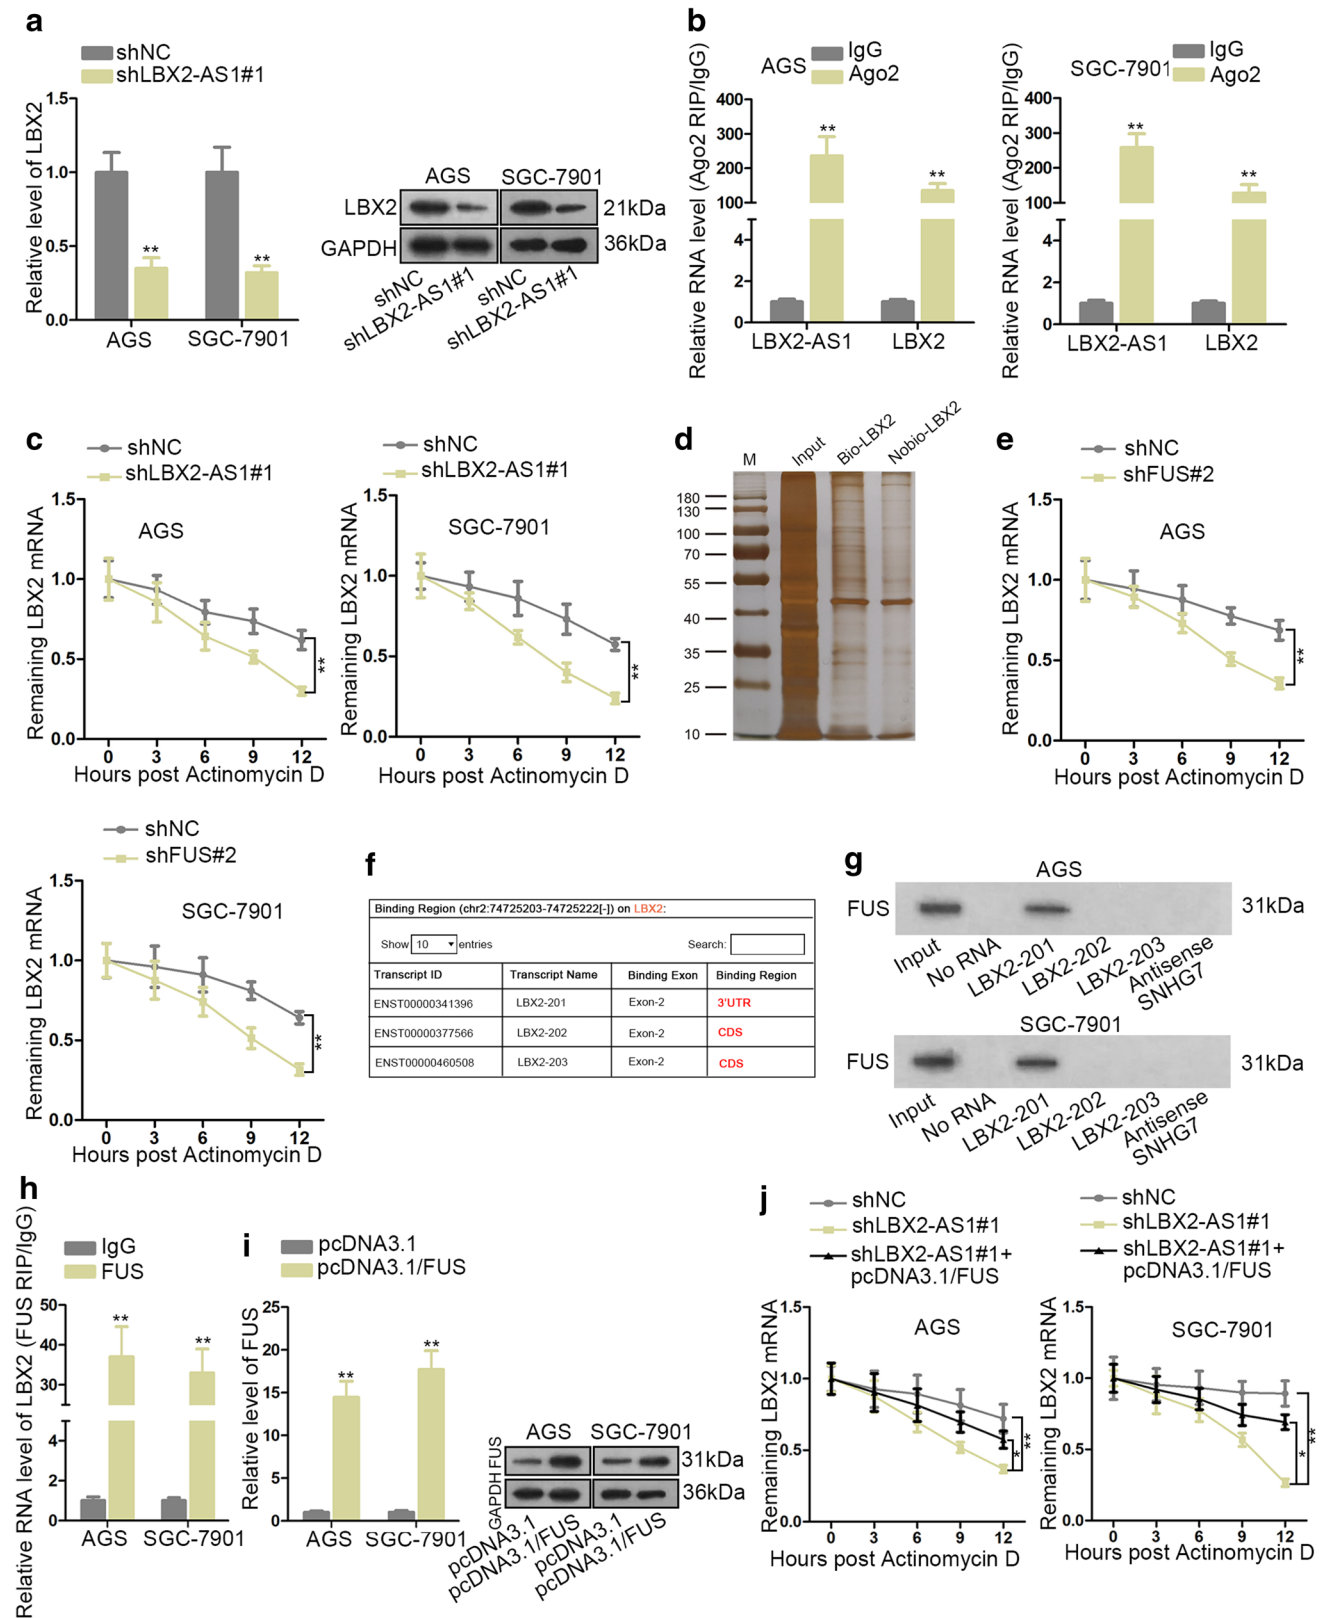 a
shNC
shLBX2-AS1#1
Relative level of LBX2
1.5
1.0
0.5
0.0
**
**
AGS
SGC-7901
AGS
SGC-7901
LBX2
21kDa
GAPDH
36kDa
shNC
shLBX2-AS1#1
shNC
shLBX2-AS1#1
b
AGS
IgG
Ago2
Relative RNA level (Ago2 RIP/IgG)
400
300
200
100
4
2
0
**
**
LBX2-AS1
LBX2
SGC-7901
IgG
Ago2
Relative RNA level (Ago2 RIP/IgG)
400
300
200
100
4
2
0
**
**
LBX2-AS1
LBX2
c
shNC
shLBX2-AS1#1
AGS
Remaining LBX2 mRNA
1.5
1.0
0.5
0.0
**
0 3 6 9 12
Hours post Actinomycin D
shNC
shLBX2-AS1#1
SGC-7901
Remaining LBX2 mRNA
1.5
1.0
0.5
0.0
**
0 3 6 9 12
Hours post Actinomycin D
d
M
Input
Bio-LBX2
Nobio-LBX2
180
130
100
70
55
40
35
25
10
e
shNC
shFUS#2
AGS
Remaining LBX2 mRNA
1.5
1.0
0.5
0.0
**
0 3 6 9 12
Hours post Actinomycin D
shNC
shFUS#2
SGC-7901
Remaining LBX2 mRNA
1.5
1.0
0.5
0.0
**
0 3 6 9 12
Hours post Actinomycin D
f
Binding Region (chr2:74725203-74725222[-]) on LBX2:
Show 10 entries Search:
Transcript ID Transcript Name Binding Exon Binding Region
ENST00000341396 LBX2-201 Exon-2 3'UTR
ENST00000377566 LBX2-202 Exon-2 CDS
ENST00000460508 LBX2-203 Exon-2 CDS
g
AGS
FUS
31kDa
Input
No RNA
LBX2-201
LBX2-202
LBX2-203
Antisense
SNHG7
SGC-7901
FUS
31kDa
Input
No RNA
LBX2-201
LBX2-202
LBX2-203
Antisense
SNHG7
h
IgG
FUS
Relative RNA level of LBX2 (FUS RIP/IgG)
50
40
30
4
2
0
**
**
AGS
SGC-7901
i
pcDNA3.1
pcDNA3.1/FUS
Relative level of FUS
25
20
15
10
5
0
**
**
AGS
SGC-7901
AGS
SGC-7901
FUS
31kDa
GAPDH
36kDa
pcDNA3.1
pcDNA3.1/FUS
pcDNA3.1
pcDNA3.1/FUS
j
shNC
shLBX2-AS1#1
shLBX2-AS1#1+
pcDNA3.1/FUS
AGS
Remaining LBX2 mRNA
1.5
1.0
0.5
0.0
*
**
0 3 6 9 12
Hours post Actinomycin D
shNC
shLBX2-AS1#1
shLBX2-AS1#1+
pcDNA3.1/FUS
SGC-7901
Remaining LBX2 mRNA
1.5
1.0
0.5
0.0
*
**
0 3 6 9 12
Hours post Actinomycin D